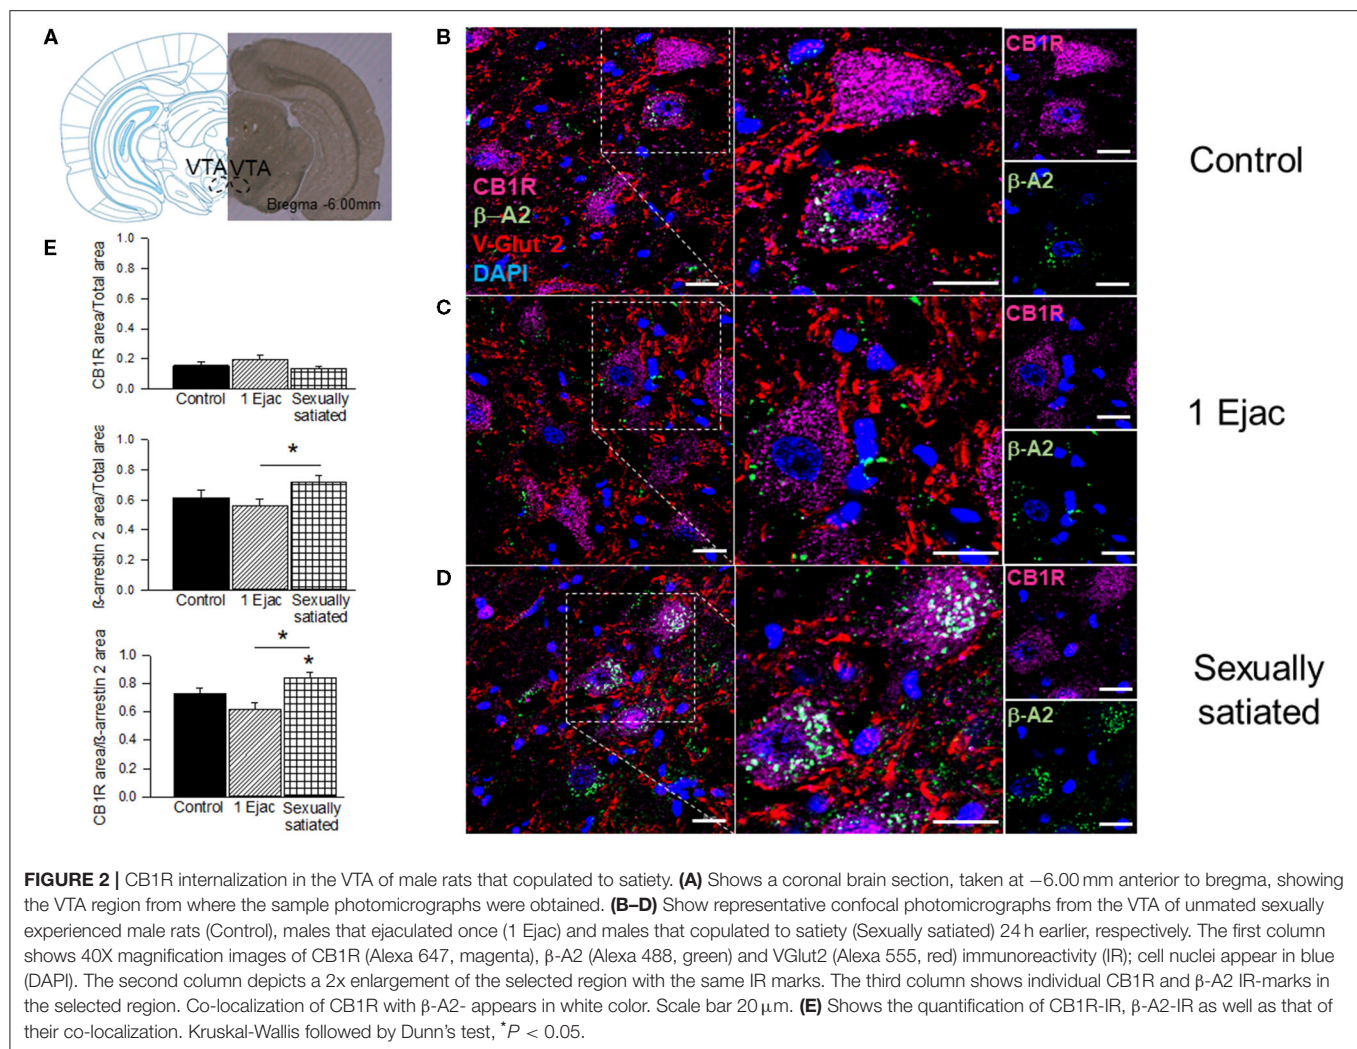 A
VTA VTA
Bregma -6.00mm
B
CB1R
β–A2
V-Glut 2
DAPI
CB1R
β-A2
Control
C
CB1R
β-A2
1 Ejac
D
CB1R
β-A2
Sexually
satiated
E
CB1R area/Total area
1.0
0.8
0.6
0.4
0.2
0.0
Control 1 Ejac Sexually
satiated
ß-arrestin 2 area/Total area
1.0
0.8
0.6
0.4
0.2
0.0
*
Control 1 Ejac Sexually
satiated
CB1R area/ß-arrestin 2 area
1.0
0.8
0.6
0.4
0.2
0.0
*
*
Control 1 Ejac Sexually
satiated
FIGURE 2 | CB1R internalization in the VTA of male rats that copulated to satiety. (A) Shows a coronal brain section, taken at −6.00 mm anterior to bregma, showing
the VTA region from where the sample photomicrographs were obtained. (B–D) Show representative confocal photomicrographs from the VTA of unmated sexually
experienced male rats (Control), males that ejaculated once (1 Ejac) and males that copulated to satiety (Sexually satiated) 24 h earlier, respectively. The first column
shows 40X magnification images of CB1R (Alexa 647, magenta), β-A2 (Alexa 488, green) and VGlut2 (Alexa 555, red) immunoreactivity (IR); cell nuclei appear in blue
(DAPI). The second column depicts a 2x enlargement of the selected region with the same IR marks. The third column shows individual CB1R and β-A2 IR-marks in
the selected region. Co-localization of CB1R with β-A2- appears in white color. Scale bar 20 μm. (E) Shows the quantification of CB1R-IR, β-A2-IR as well as that of
their co-localization. Kruskal-Wallis followed by Dunn's test, *P < 0.05.